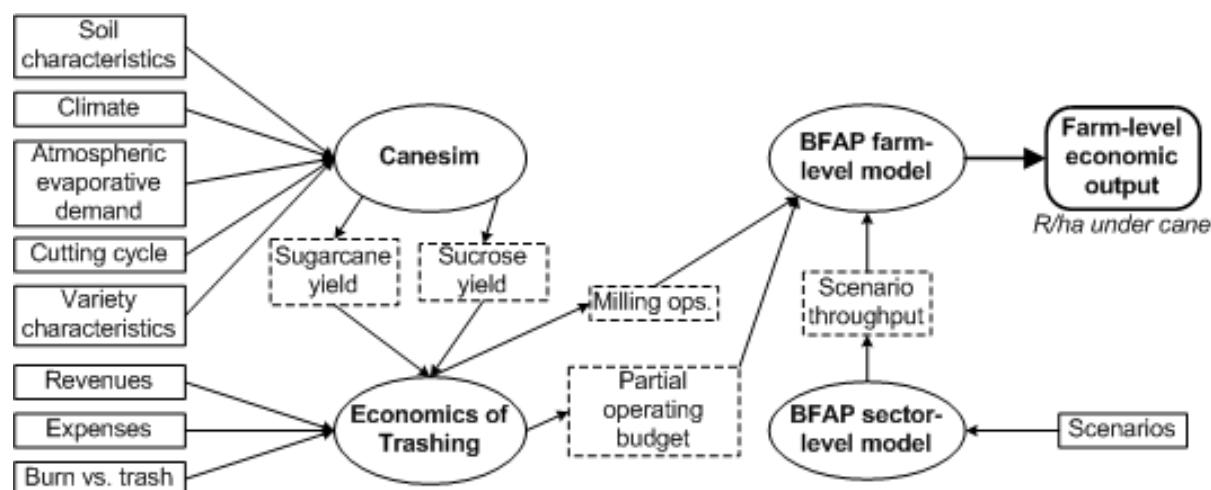 Soil
characteristics
Climate
Atmospheric
evaporative
demand
Cutting cycle
Variety
characteristics
Revenues
Expenses
Burn vs. trash
Canesim
Sugarcane
yield
Sucrose
yield
Economics of
Trashing
Milling ops.
Partial
operating
budget
BFAP farm-
level model
Scenario
throughput
BFAP sector-
level model
Scenarios
Farm-level
economic
output
R/ha under cane